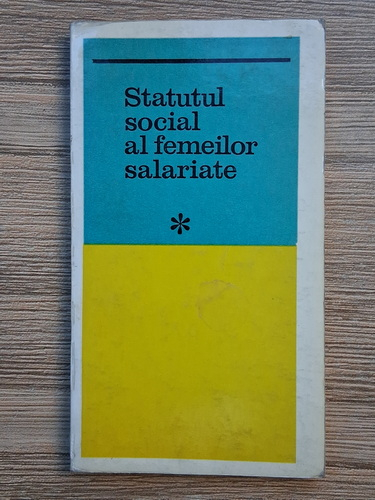 Statutul
social
al femeilor
salariate
*